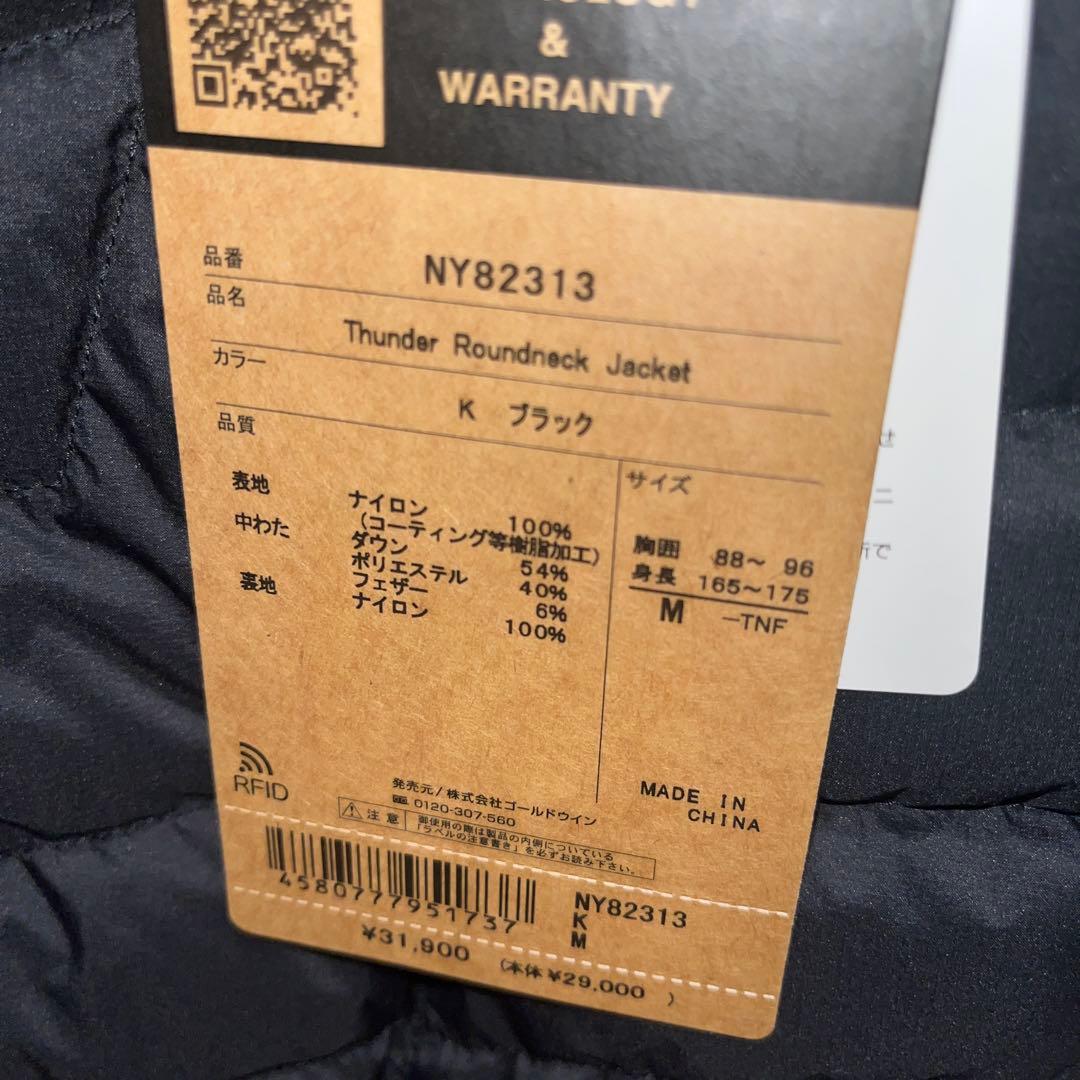 &
WARRANTY
品番 NY82313
品名
Thunder Roundneck Jacket
カラー
K ブラック
品質
サイズ
表地 ナイロン 100%
(コーティング等樹脂加工)
中わた ダウン 54%
ポリエステル 40%
フェザー 6%
裏地 ナイロン 100%
胸囲 88～ 96
身長 165～175
M －TNF
RFID
MADE IN
CHINA
発売元/株式会社ゴールドウイン
0120-307-560
注意 御使用の際は製品の内側についている
「ラベルの注意書き」を必ずお読み下さい。
4580777951737
NY82313
K
M
¥31,900 (本体 ¥29,000 )
せ
ニ
所で